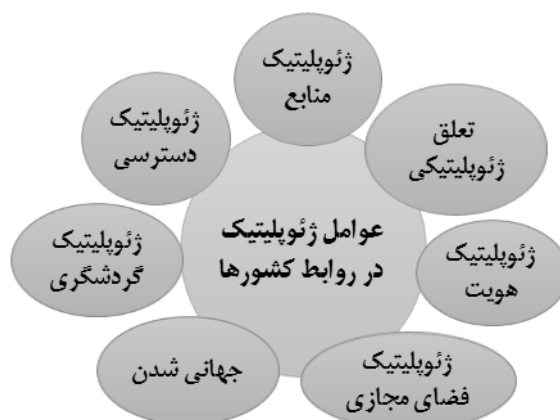 ژئوپلیتیک
منابع
تعلق
ژئوپلیتیکی
ژئوپلیتیک
هویت
ژئوپلیتیک
فضای مجازی
جهانی شدن
ژئوپلیتیک
گردشگری
ژئوپلیتیک
دسترسی
عوامل ژئوپلیتیک
در روابط کشورها